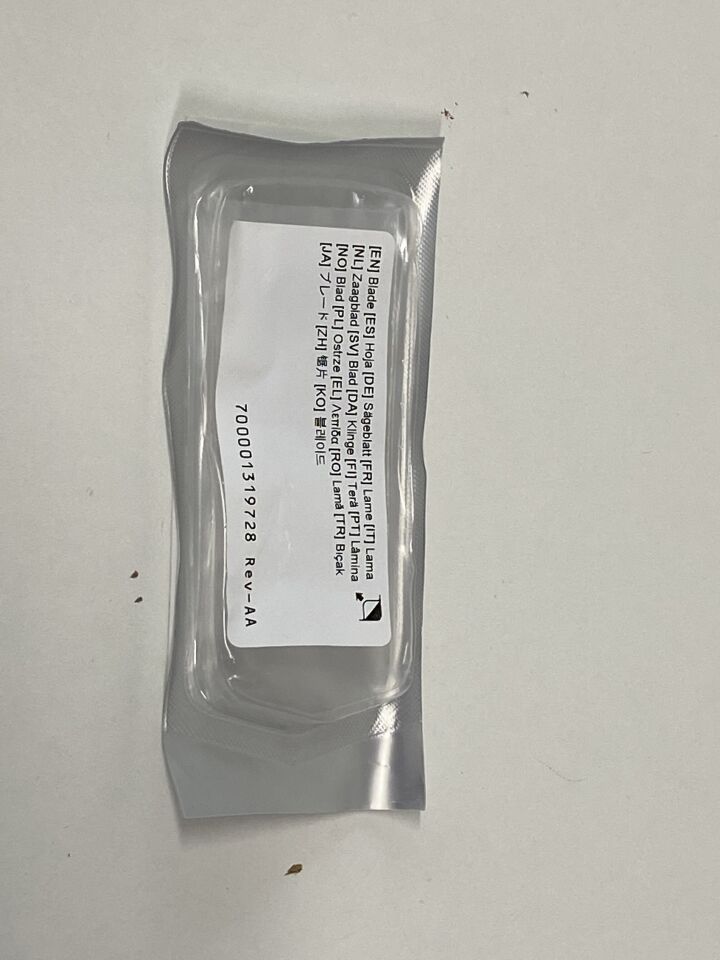 [EN] Blade [ES] Hoja [DE] Sägeblatt [FR] Lame [IT] Lama
[NL] Zaagblad [SV] Blad [DA] Klinge [FI] Terä [PT] Lâmina
[NO] Blad [PL] Ostrze [EL] Λεπίδα [RO] Lamă [TR] Bıçak
[JA] ブレード [ZH] 锯片 [KO] 블레이드
700001319728 Rev-AA